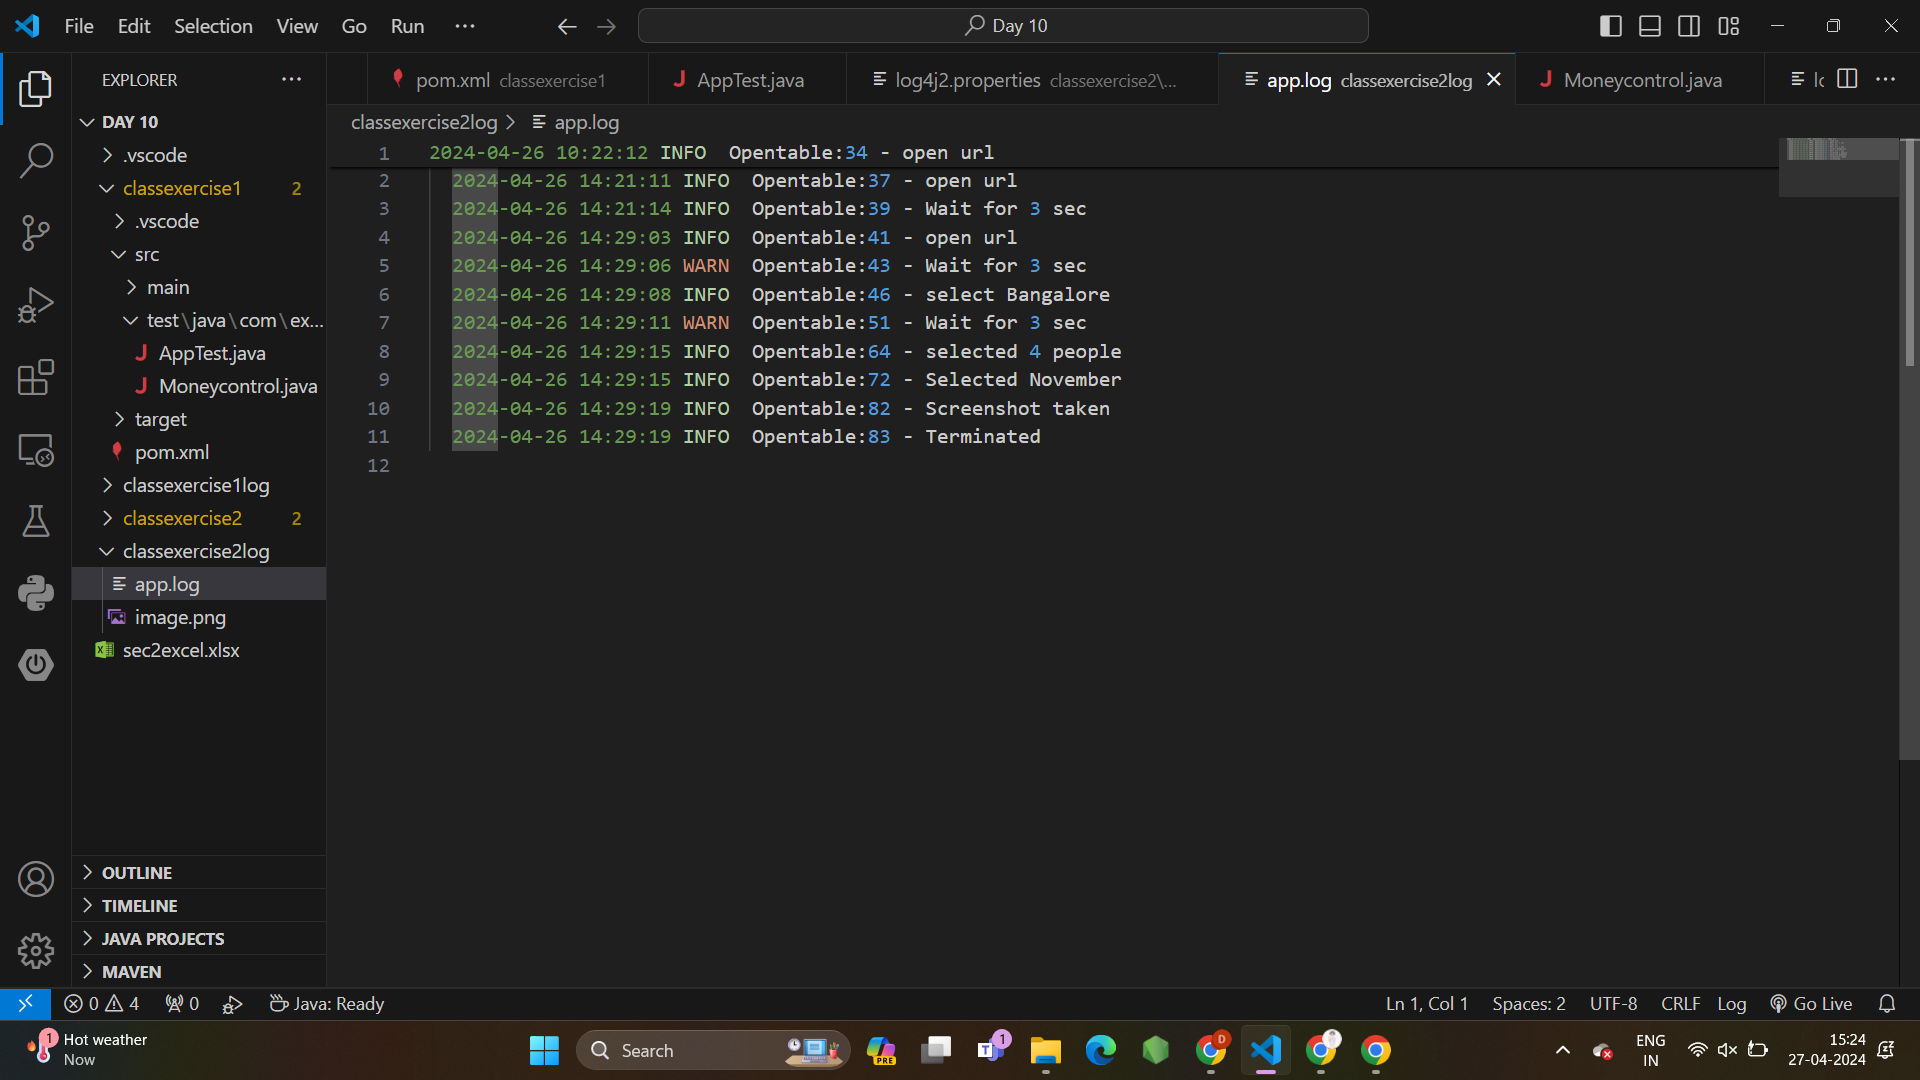 File Edit Selection View Go Run ··· Day 10
EXPLORER
pom.xml classexercise1 AppTest.java log4j2.properties classexercise2\... app.log classexercise2log Moneycontrol.java
classexercise2log > app.log
DAY 10
.vscode
classexercise1 2
.vscode
src
main
test\java\com\ex...
AppTest.java
Moneycontrol.java
target
pom.xml
classexercise1log
classexercise2 2
classexercise2log
app.log
image.png
sec2excel.xlsx
OUTLINE
TIMELINE
JAVA PROJECTS
MAVEN
1 2024-04-26 10:22:12 INFO Opentable:34 - open url
2 2024-04-26 14:21:11 INFO Opentable:37 - open url
3 2024-04-26 14:21:14 INFO Opentable:39 - Wait for 3 sec
4 2024-04-26 14:29:03 INFO Opentable:41 - open url
5 2024-04-26 14:29:06 WARN Opentable:43 - Wait for 3 sec
6 2024-04-26 14:29:08 INFO Opentable:46 - select Bangalore
7 2024-04-26 14:29:11 WARN Opentable:51 - Wait for 3 sec
8 2024-04-26 14:29:15 INFO Opentable:64 - selected 4 people
9 2024-04-26 14:29:15 INFO Opentable:72 - Selected November
10 2024-04-26 14:29:19 INFO Opentable:82 - Screenshot taken
11 2024-04-26 14:29:19 INFO Opentable:83 - Terminated
12
0 4 0 Java: Ready Ln 1, Col 1 Spaces: 2 UTF-8 CRLF Log Go Live
1 Hot weather
Now
Search
PRE
1
D
ENG
IN
15:24
27-04-2024